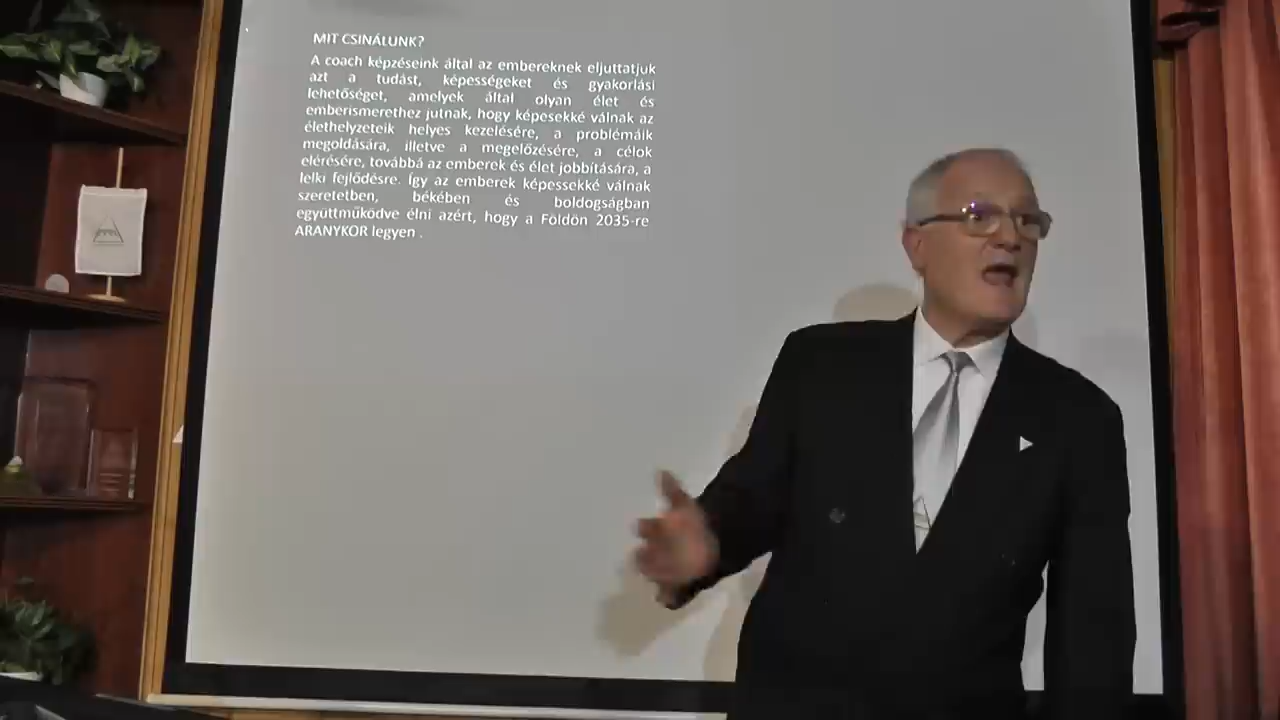 MIT CSINÁLUNK?
A coach képzéseink által az embereknek eljuttatjuk
azt a tudást, képességeket és gyakorlási
lehetőséget, amelyek által olyan élet és
emberismerethez jutnak, hogy képesekké válnak az
élethelyzeteik helyes kezelésére, a problémáik
megoldására, illetve a megelőzésére, a célok
elérésére, továbbá az emberek és élet jobbítására, a
lelki fejlődésre. Így az emberek képessekké válnak
szeretetben, békében és boldogságban
együttműködve élni azért, hogy a Földön 2035-re
ARANYKOR legyen .